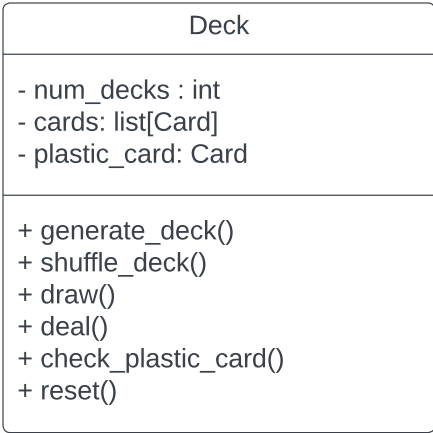 Deck
- num_decks : int
- cards: list[Card]
- plastic_card: Card
+ generate_deck()
+ shuffle_deck()
+ draw()
+ deal()
+ check_plastic_card()
+ reset()